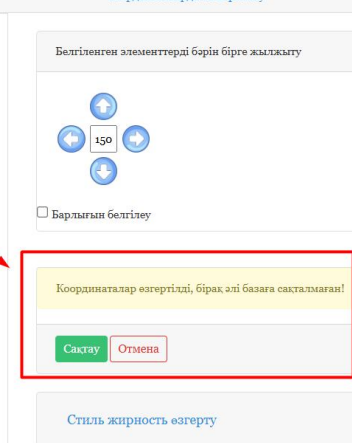 Белгіленген элементтерді бәрін бірге жылжыту
150
Барлығын белгілеу
Координаталар өзгертілді, бірақ әлі базаға сақталмаған!
Сақтау Отмена
Стиль жирность өзгерту